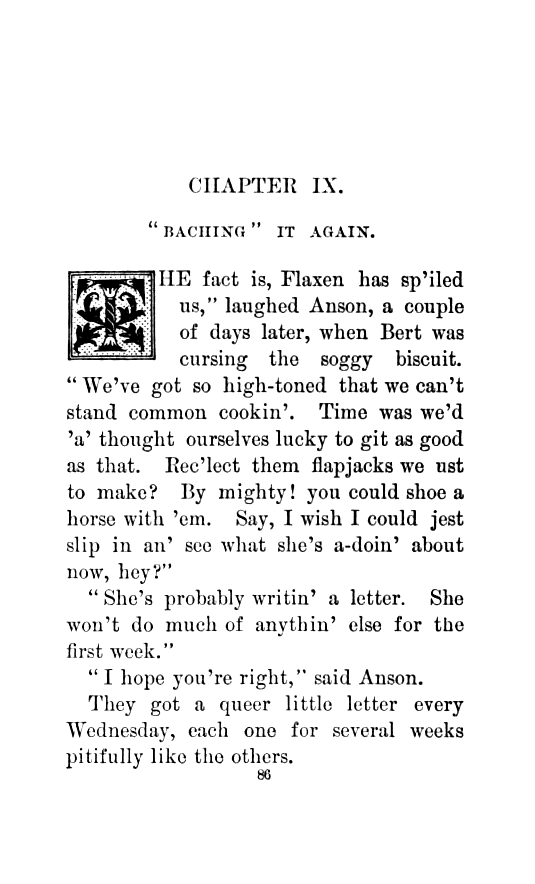 CHAPTER IX.
“BACHING” IT AGAIN.
THE fact is, Flaxen has sp’iled
us,” laughed Anson, a couple
of days later, when Bert was
cursing the soggy biscuit.
“We’ve got so high-toned that we can’t
stand common cookin’. Time was we’d
’a’ thought ourselves lucky to git as good
as that. Rec’lect them flapjacks we ust
to make? By mighty! you could shoe a
horse with ’em. Say, I wish I could jest
slip in an’ see what she’s a-doin’ about
now, hey?”
“She’s probably writin’ a letter. She
won’t do much of anythin’ else for the
first week.”
“I hope you’re right,” said Anson.
They got a queer little letter every
Wednesday, each one for several weeks
pitifully like the others.
86